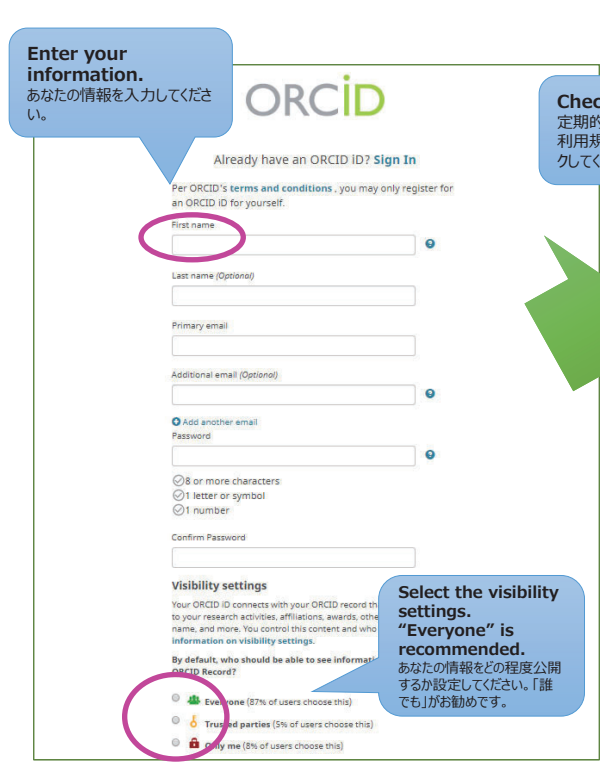 Enter your
information.
あなたの情報を入力してくださ
い。
ORCiD
Chec
定期的
利用規
クしてく
Already have an ORCID iD? Sign In
Per ORCID's terms and conditions , you may only register for
an ORCID iD for yourself.
First name
Last name (Optional)
Primary email
Additional email (Optional)
Add another email
Password
8 or more characters
1 letter or symbol
1 number
Confirm Password
Visibility settings
Your ORCID iD connects with your ORCID record th
to your research activities, affiliations, awards, othe
name, and more. You control this content and who
information on visibility settings.
By default, who should be able to see informati
ORCID Record?
Everyone (87% of users choose this)
Trusted parties (5% of users choose this)
Only me (8% of users choose this)
Select the visibility
settings.
“Everyone” is
recommended.
あなたの情報をどの程度公開
するか設定してください。「誰
でも」がお勧めです。